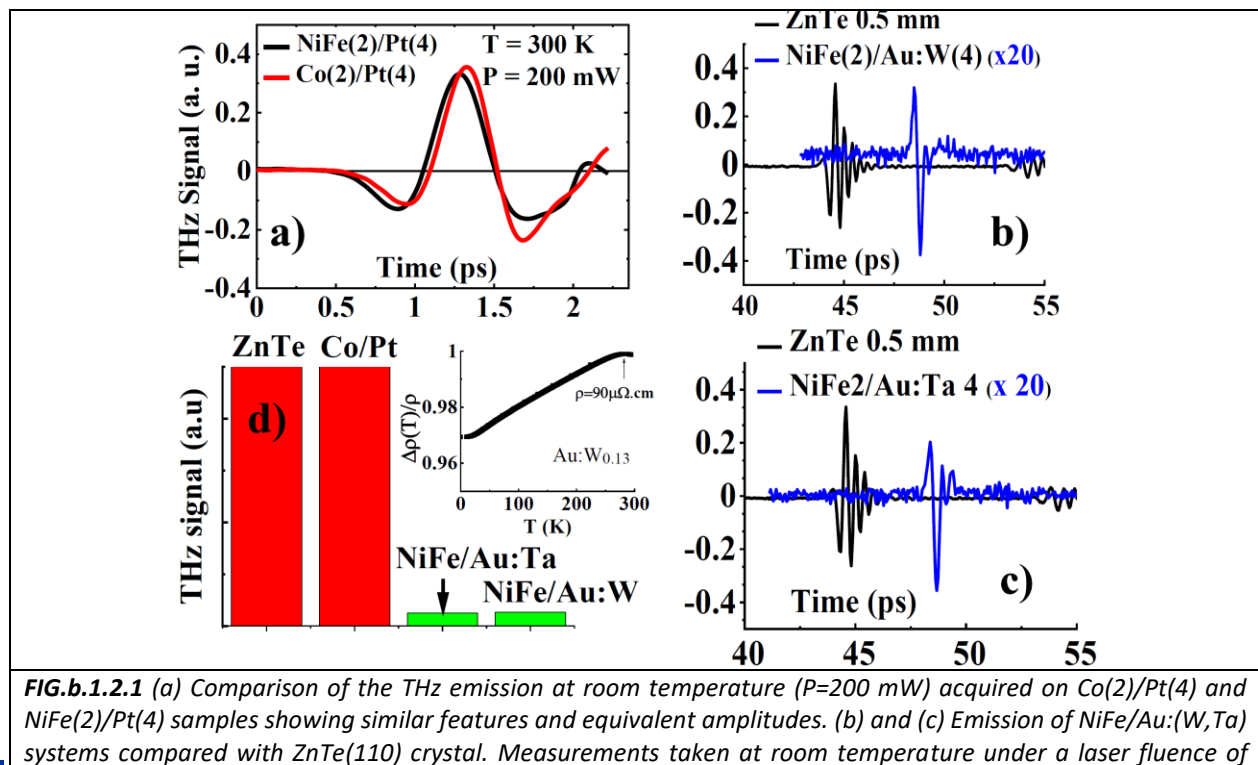 NiFe(2)/Pt(4)
Co(2)/Pt(4)
T = 300 K
P = 200 mW
THz Signal (a. u.)
0.4
0.2
0
-0.2
-0.4
a)
Time (ps)
0 0.5 1 1.5 2
ZnTe 0.5 mm
NiFe(2)/Au:W(4) (x20)
0.4
0.2
0
-0.2
-0.4
b)
Time (ps)
40 45 50 55
ZnTe Co/Pt
d)
THz signal (a.u)
NiFe/Au:Ta
NiFe/Au:W
1
0.98
0.96
Δρ(T)/ρ
ρ=90μΩ.cm
Au:W0.13
0 100 200 300
T (K)
ZnTe 0.5 mm
NiFe2/Au:Ta 4 (x 20)
0.4
0.2
0
-0.2
-0.4
c)
Time (ps)
40 45 50 55
FIG.b.1.2.1 (a) Comparison of the THz emission at room temperature (P=200 mW) acquired on Co(2)/Pt(4) and
NiFe(2)/Pt(4) samples showing similar features and equivalent amplitudes. (b) and (c) Emission of NiFe/Au:(W,Ta)
systems compared with ZnTe(110) crystal. Measurements taken at room temperature under a laser fluence of